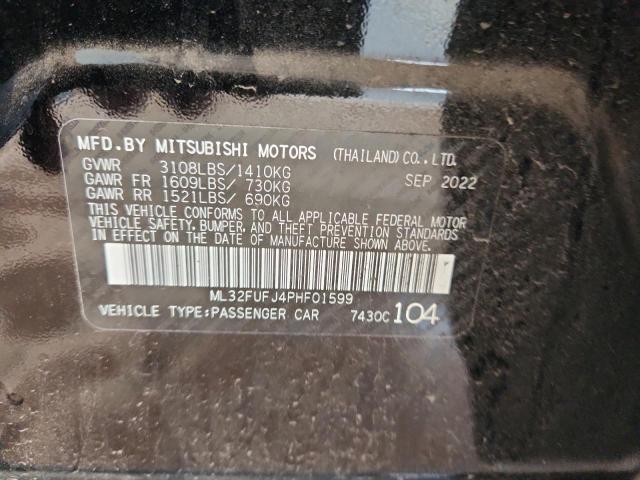 MFD.BY MITSUBISHI MOTORS (THAILAND) CO., LTD.
GVWR 3108LBS/1410KG SEP 2022
GAWR FR 1609LBS/ 730KG
GAWR RR 1521LBS/ 690KG
THIS VEHICLE CONFORMS TO ALL APPLICABLE FEDERAL MOTOR
VEHICLE SAFETY, BUMPER, AND THEFT PREVENTION STANDARDS
IN EFFECT ON THE DATE OF MANUFACTURE SHOWN ABOVE.
ML32FUFJ4PHF01599
VEHICLE TYPE:PASSENGER CAR 7430C 104